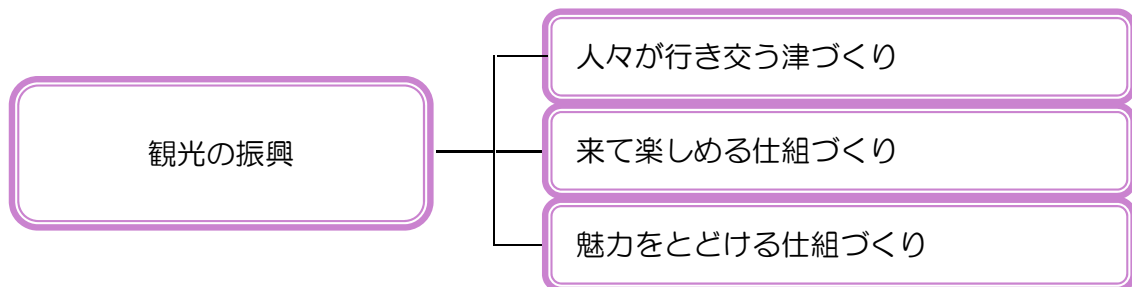 観光の振興
人々が行き交う津づくり
来て楽しめる仕組づくり
魅力をとどける仕組づくり